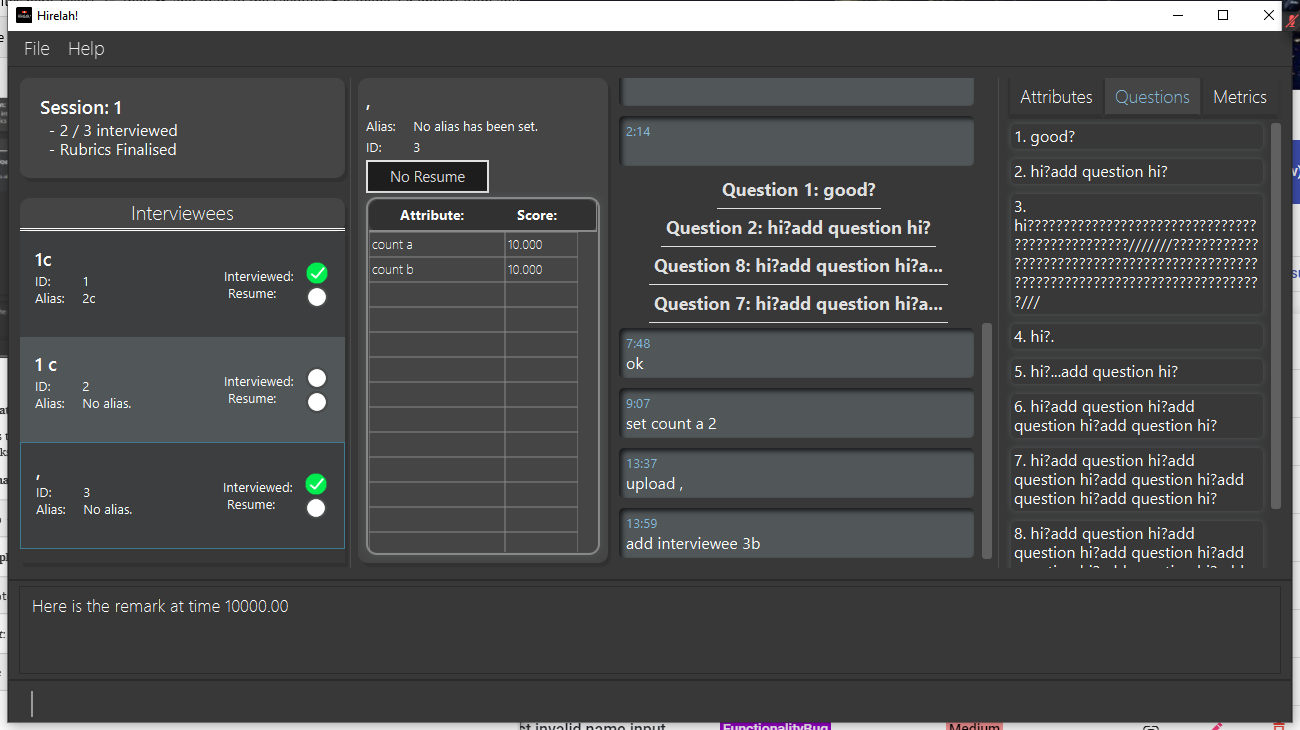 Hirelah!
File Help
Session: 1
- 2 / 3 interviewed
- Rubrics Finalised
Interviewees
1c
ID: 1
Alias: 2c
Interviewed:
Resume:
1 c
ID: 2
Alias: No alias.
Interviewed:
Resume:
,
ID: 3
Alias: No alias.
Interviewed:
Resume:
,
Alias: No alias has been set.
ID: 3
No Resume
Attribute: Score:
count a 10.000
count b 10.000
2:14
Question 1: good?
Question 2: hi?add question hi?
Question 8: hi?add question hi?a...
Question 7: hi?add question hi?a...
7:48
ok
9:07
set count a 2
13:37
upload ,
13:59
add interviewee 3b
Attributes Questions Metrics
1. good?
2. hi?add question hi?
3.
4. hi?.
5. hi?...add question hi?
6. hi?add question hi?add
question hi?add question hi?
7. hi?add question hi?add
question hi?add question hi?add
question hi?add question hi?
8. hi?add question hi?add
question hi?add question hi?add
Here is the remark at time 10000.00
invalid name input
FunctionalityBug
Medium